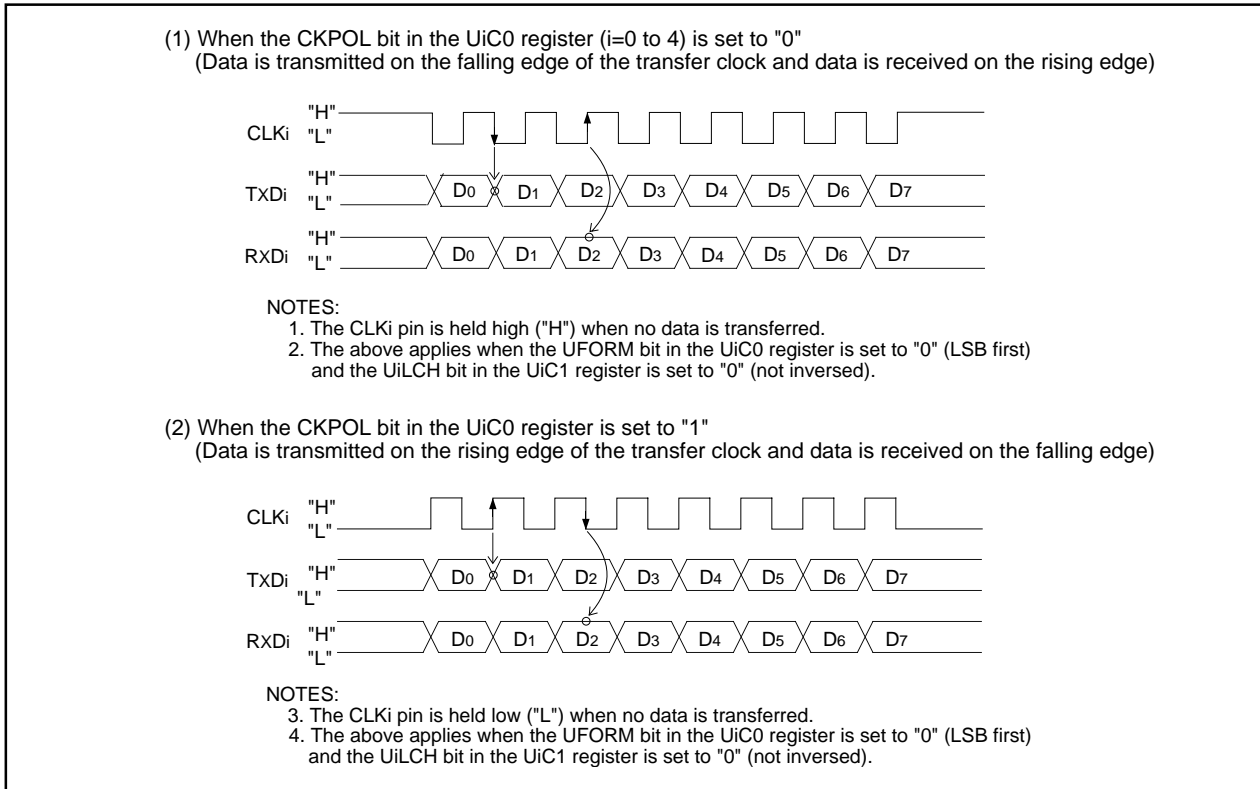 (1) When the CKPOL bit in the UiC0 register (i=0 to 4) is set to "0"
(Data is transmitted on the falling edge of the transfer clock and data is received on the rising edge)
"H"
CLKi "L"
"H"
TXDi D0 D1 D2 D3 D4 D5 D6 D7
"L"
"H"
RXDi D0 D1 D2 D3 D4 D5 D6 D7
"L"
NOTES:
1. The CLKi pin is held high ("H") when no data is transferred.
2. The above applies when the UFORM bit in the UiC0 register is set to "0" (LSB first)
and the UiLCH bit in the UiC1 register is set to "0" (not inversed).
(2) When the CKPOL bit in the UiC0 register is set to "1"
(Data is transmitted on the rising edge of the transfer clock and data is received on the falling edge)
"H"
CLKi
"L"
TXDi "H" D0 D1 D2 D3 D4 D5 D6 D7
"L"
RXDi "H" D0 D1 D2 D3 D4 D5 D6 D7
"L"
NOTES:
3. The CLKi pin is held low ("L") when no data is transferred.
4. The above applies when the UFORM bit in the UiC0 register is set to "0" (LSB first)
and the UiLCH bit in the UiC1 register is set to "0" (not inversed).